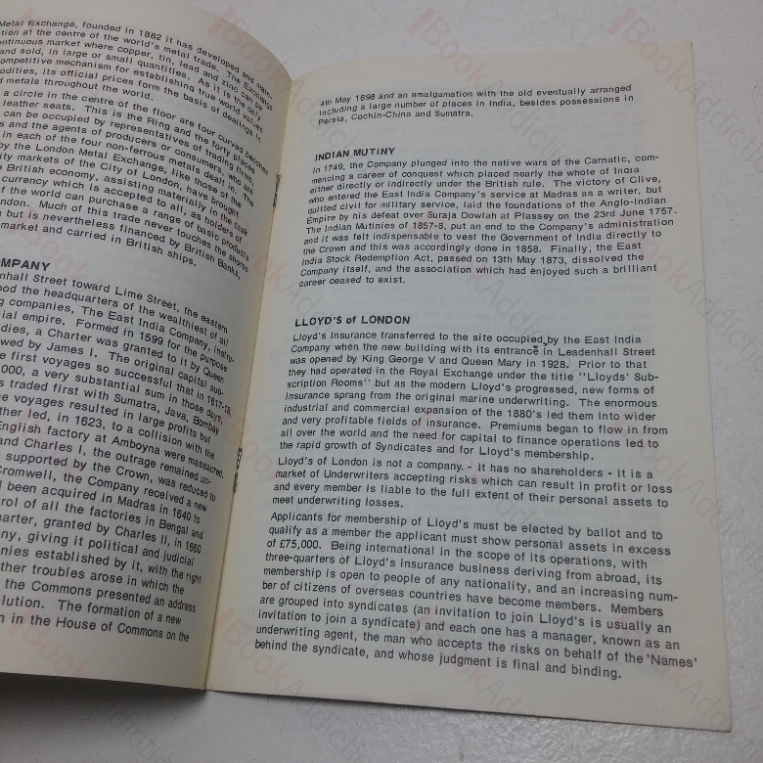 Metal Exchange, founded in 1882 it has developed and main-
tion at the centre of the world's metal trade. The Exchange
ntinuous market where copper, tin, lead and zinc can be
and sold, in large or small quantities. As it is the only
ompetitive mechanism for establishing true world values
odities, its official prices form the basis of dealings in
d metals throughout the world.
a circle in the centre of the floor are four curved benches
leather seats. This is the Ring and the forty places
can be occupied by representatives of trading firms
s and the agents of producers or consumers, who are
in each of the four non-ferrous metals dealt in. The
by the London Metal Exchange, like those of the
ity markets of the City of London, have brought
British economy, assisting materially in the task
currency which is accepted to all, as holders of
f the world can purchase a range of basic products
ondon. Much of this trade never touches the shores
but is nevertheless financed by British Banks,
market and carried in British ships.
OMPANY
enhall Street toward Lime Street, the eastern
ood the headquarters of the wealthiest of all
g companies, The East India Company, instru-
ial empire. Formed in 1599 for the purpose
dies, a Charter was granted to it by Queen
wed by James I. The original capital sub-
e first voyages so successful that in 1617-18,
000, a very substantial sum in those days,
s traded first with Sumatra, Java, Bombay
e voyages resulted in large profits but
ther led, in 1623, to a collision with the
English factory at Amboyna were massacred.
and Charles I, the outrage remained un-
supported by the Crown, was reduced to
Cromwell, the Company received a new
been acquired in Madras in 1640 to
rol of all the factories in Bengal and
harter, granted by Charles II, in 1660
ny, giving it political and judicial
nies established by it, with the right
ther troubles arose in which the
the Commons presented an address
lution. The formation of a new
n in the House of Commons on the
4th May 1698 and an amalgamation with the old eventually arranged
including a large number of places in India, besides possessions in
Persia, Cochin-China and Sumatra.
INDIAN MUTINY
In 1749, the Company plunged into the native wars of the Carnatic, com-
mencing a career of conquest which placed nearly the whole of India
either directly or indirectly under the British rule. The victory of Clive,
who entered the East India Company's service at Madras as a writer, but
quitted civil for military service, laid the foundations of the Anglo-Indian
Empire by his defeat over Suraja Dowlah at Plassey on the 23rd June 1757.
The Indian Mutinies of 1857-8, put an end to the Company's administration
and it was felt indispensable to vest the Government of India directly to
the Crown and this was accordingly done in 1858. Finally, the East
India Stock Redemption Act, passed on 13th May 1873, dissolved the
Company itself, and the association which had enjoyed such a brilliant
career ceased to exist.
LLOYD'S of LONDON
Lloyd's Insurance transferred to the site occupied by the East India
Company when the new building with its entrance in Leadenhall Street
was opened by King George V and Queen Mary in 1928. Prior to that
they had operated in the Royal Exchange under the title "Lloyds' Sub-
scription Rooms" but as the modern Lloyd's progressed, new forms of
Insurance sprang from the original marine underwriting. The enormous
industrial and commercial expansion of the 1880's led them into wider
and very profitable fields of insurance. Premiums began to flow in from
all over the world and the need for capital to finance operations led to
the rapid growth of Syndicates and for Lloyd's membership.
Lloyd's of London is not a company. - It has no shareholders - It is a
market of Underwriters accepting risks which can result in profit or loss
and every member is liable to the full extent of their personal assets to
meet underwriting losses.
Applicants for membership of Lloyd's must be elected by ballot and to
qualify as a member the applicant must show personal assets in excess
of £75,000. Being international in the scope of its operations, with
three-quarters of Lloyd's insurance business deriving from abroad, its
membership is open to people of any nationality, and an increasing num-
ber of citizens of overseas countries have become members. Members
are grouped into syndicates (an invitation to join Lloyd's is usually an
invitation to join a syndicate) and each one has a manager, known as an
underwriting agent, the man who accepts the risks on behalf of the 'Names'
behind the syndicate, and whose judgment is final and binding.